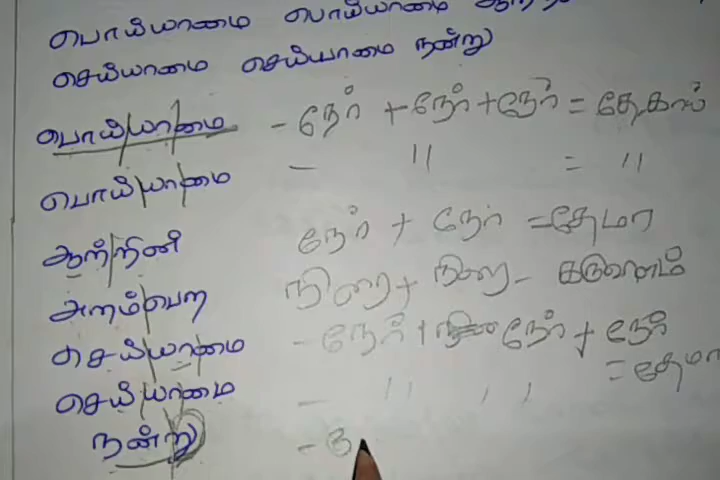 பொய்யாமை பொய்யாமை ஆற்றி
செய்யாமை செய்யாமை நன்று
பொய்/யா/மை - நேர் + நேர் + நேர் = தேகாய்
பொய்/யா/மை - " = "
ஆற்/றின் நேர் + நேர் = தேமா
அறம்/பெற நிரை + நிரை - கருவிளம்
செய்/யா/மை - நேர் + நேர் + நேர்
= தேமா
செய்/யா/மை - " "
நன்/று -